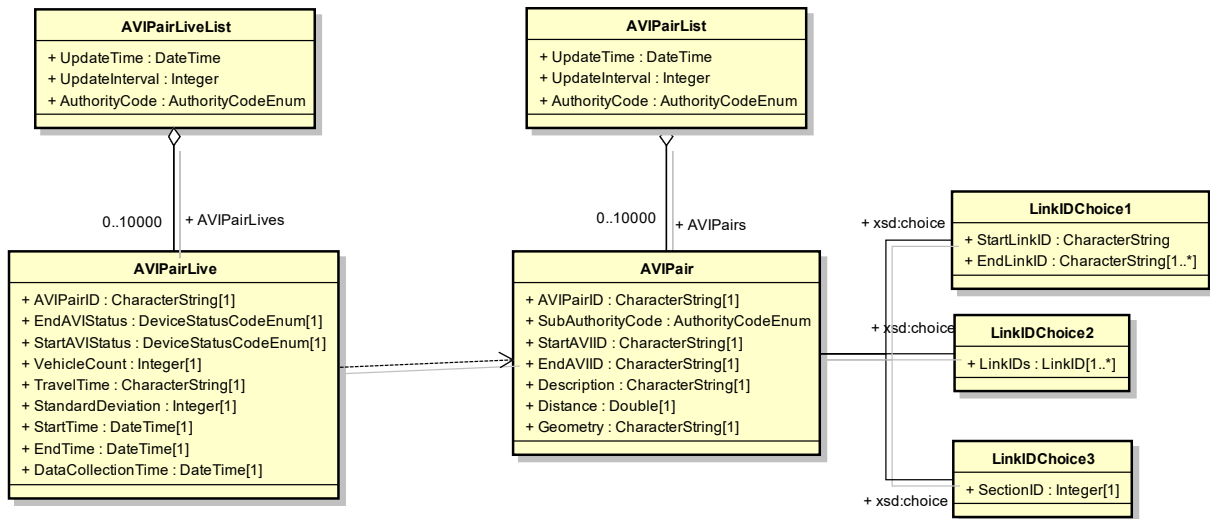 AVIPairLiveList
+ UpdateTime : DateTime
+ UpdateInterval : Integer
+ AuthorityCode : AuthorityCodeEnum
AVIPairList
+ UpdateTime : DateTime
+ UpdateInterval : Integer
+ AuthorityCode : AuthorityCodeEnum
0..10000
+ AVIPairLives
0..10000
+ AVIPairs
AVIPairLive
+ AVIPairID : CharacterString[1]
+ EndAVIStatus : DeviceStatusCodeEnum[1]
+ StartAVIStatus : DeviceStatusCodeEnum[1]
+ VehicleCount : Integer[1]
+ TravelTime : CharacterString[1]
+ StandardDeviation : Integer[1]
+ StartTime : DateTime[1]
+ EndTime : DateTime[1]
+ DataCollectionTime : DateTime[1]
AVIPair
+ AVIPairID : CharacterString[1]
+ SubAuthorityCode : AuthorityCodeEnum
+ StartAVIID : CharacterString[1]
+ EndAVIID : CharacterString[1]
+ Description : CharacterString[1]
+ Distance : Double[1]
+ Geometry : CharacterString[1]
+ xsd:choice
LinkIDChoice1
+ StartLinkID : CharacterString
+ EndLinkID : CharacterString[1..*]
+ xsd:choice
LinkIDChoice2
+ LinkIDs : LinkID[1..*]
LinkIDChoice3
+ SectionID : Integer[1]
+ xsd:choice